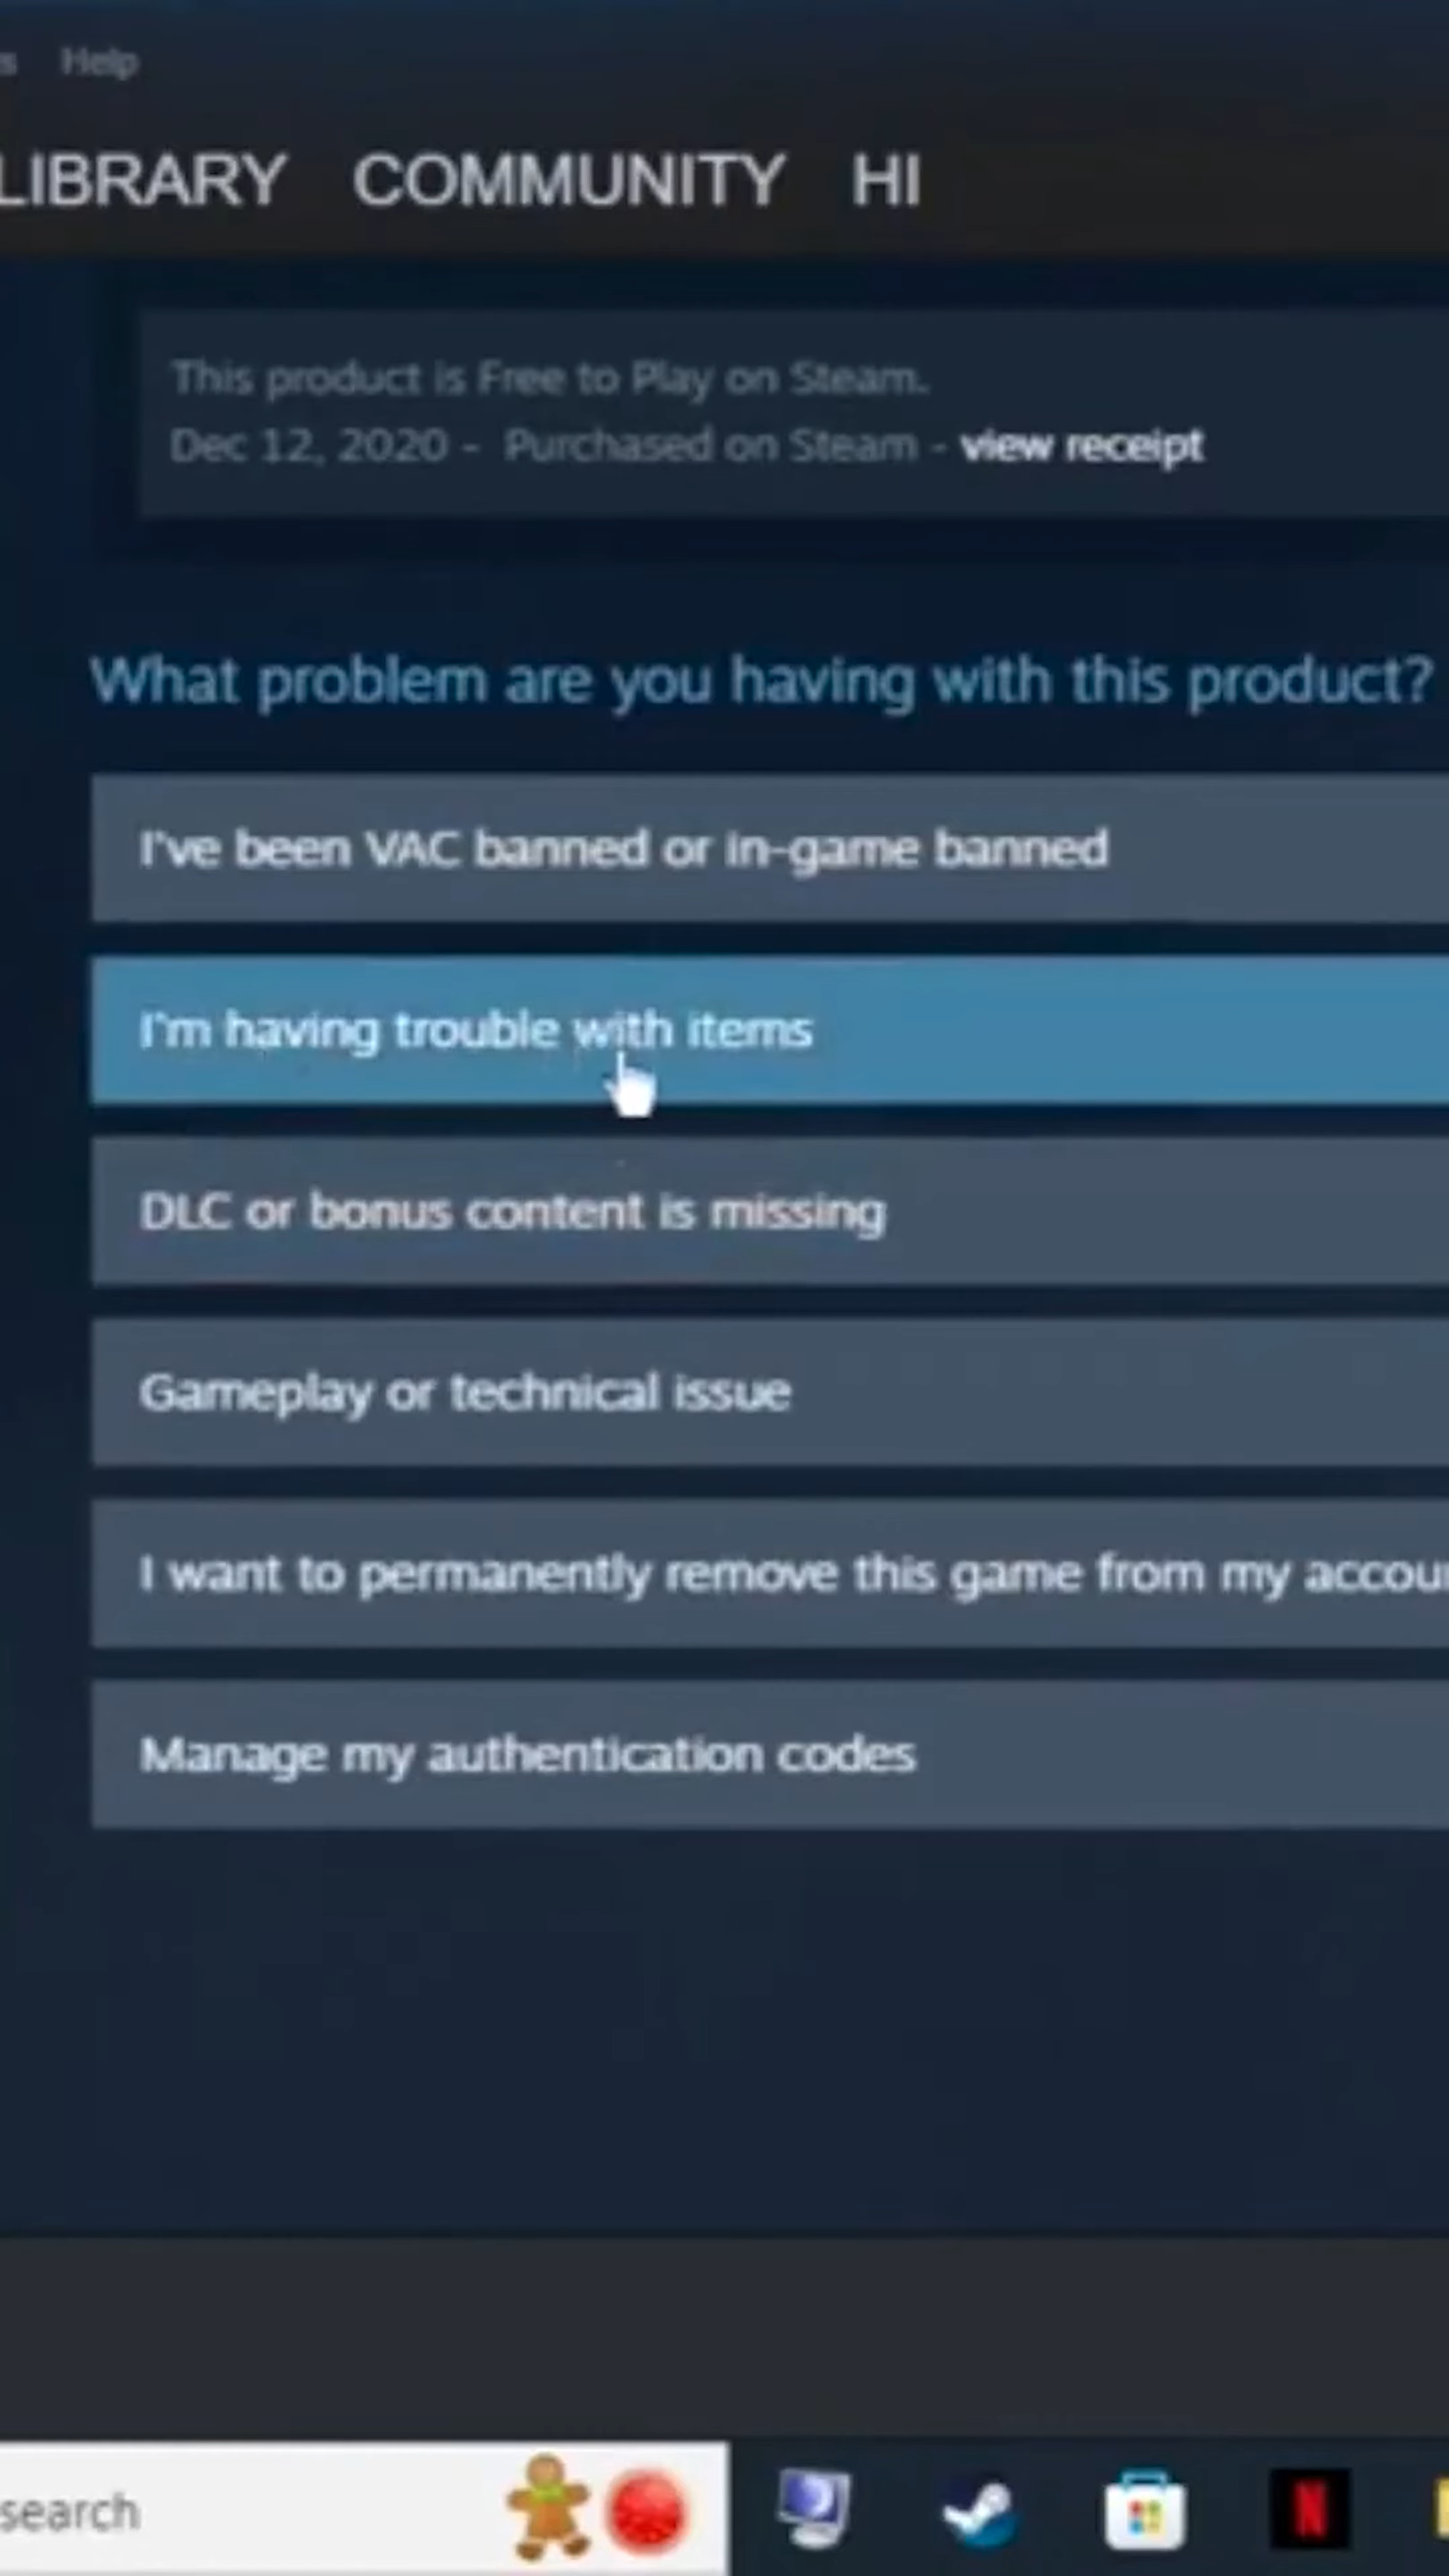 Help
LIBRARY COMMUNITY HI
This product is Free to Play on Steam.
Dec 12, 2020 - Purchased on Steam - view receipt
What problem are you having with this product?
I've been VAC banned or in-game banned
I'm having trouble with items
DLC or bonus content is missing
Gameplay or technical issue
I want to permanently remove this game from my accou
Manage my authentication codes
search
N